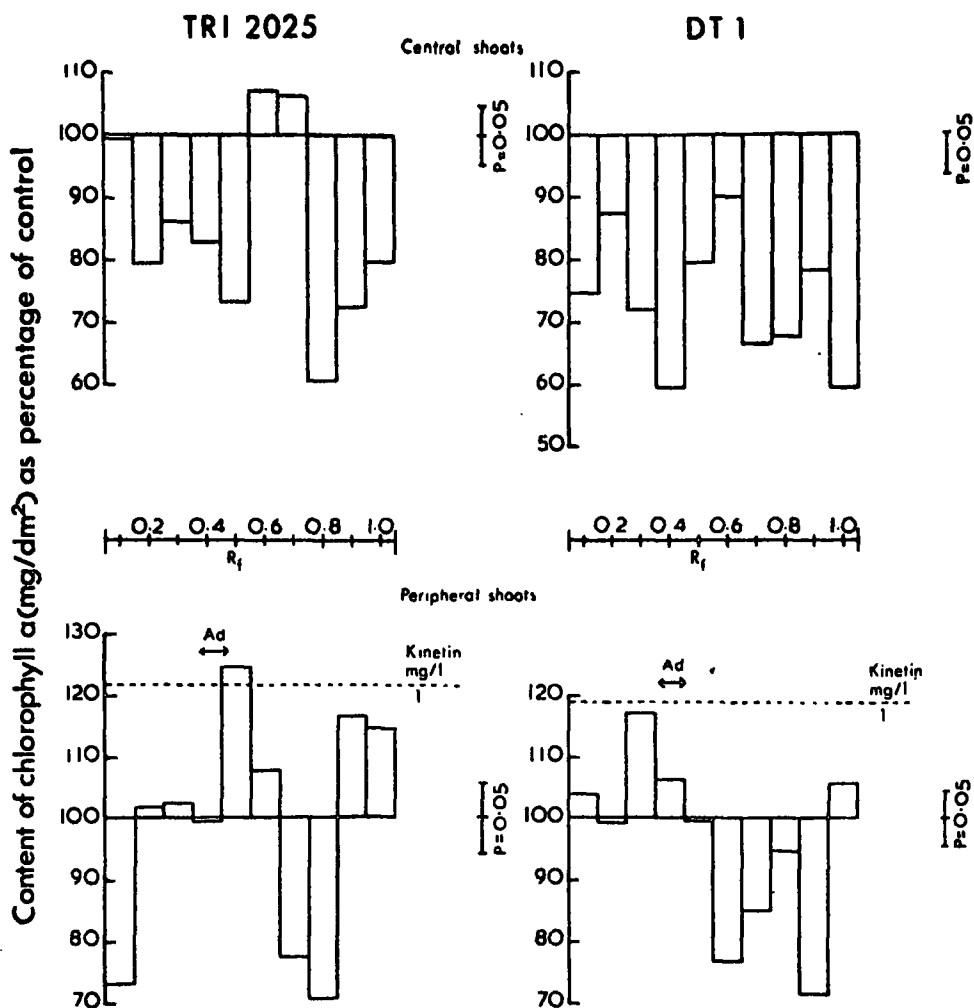 TRI 2025
DT 1
Central shoots
Content of chlorophyll a(mg/dm²) as percentage of control
110
100
90
80
70
60
P=0.05
110
100
90
80
70
60
50
P=0.05
0.2 0.4 0.6 0.8 1.0
Rf
0.2 0.4 0.6 0.8 1.0
Rf
Peripheral shoots
130
120
110
100
90
80
70
Ad
Kinetin
mg/l
1
P=0.05
120
110
100
90
80
70
Ad
Kinetin
mg/l
1
P=0.05